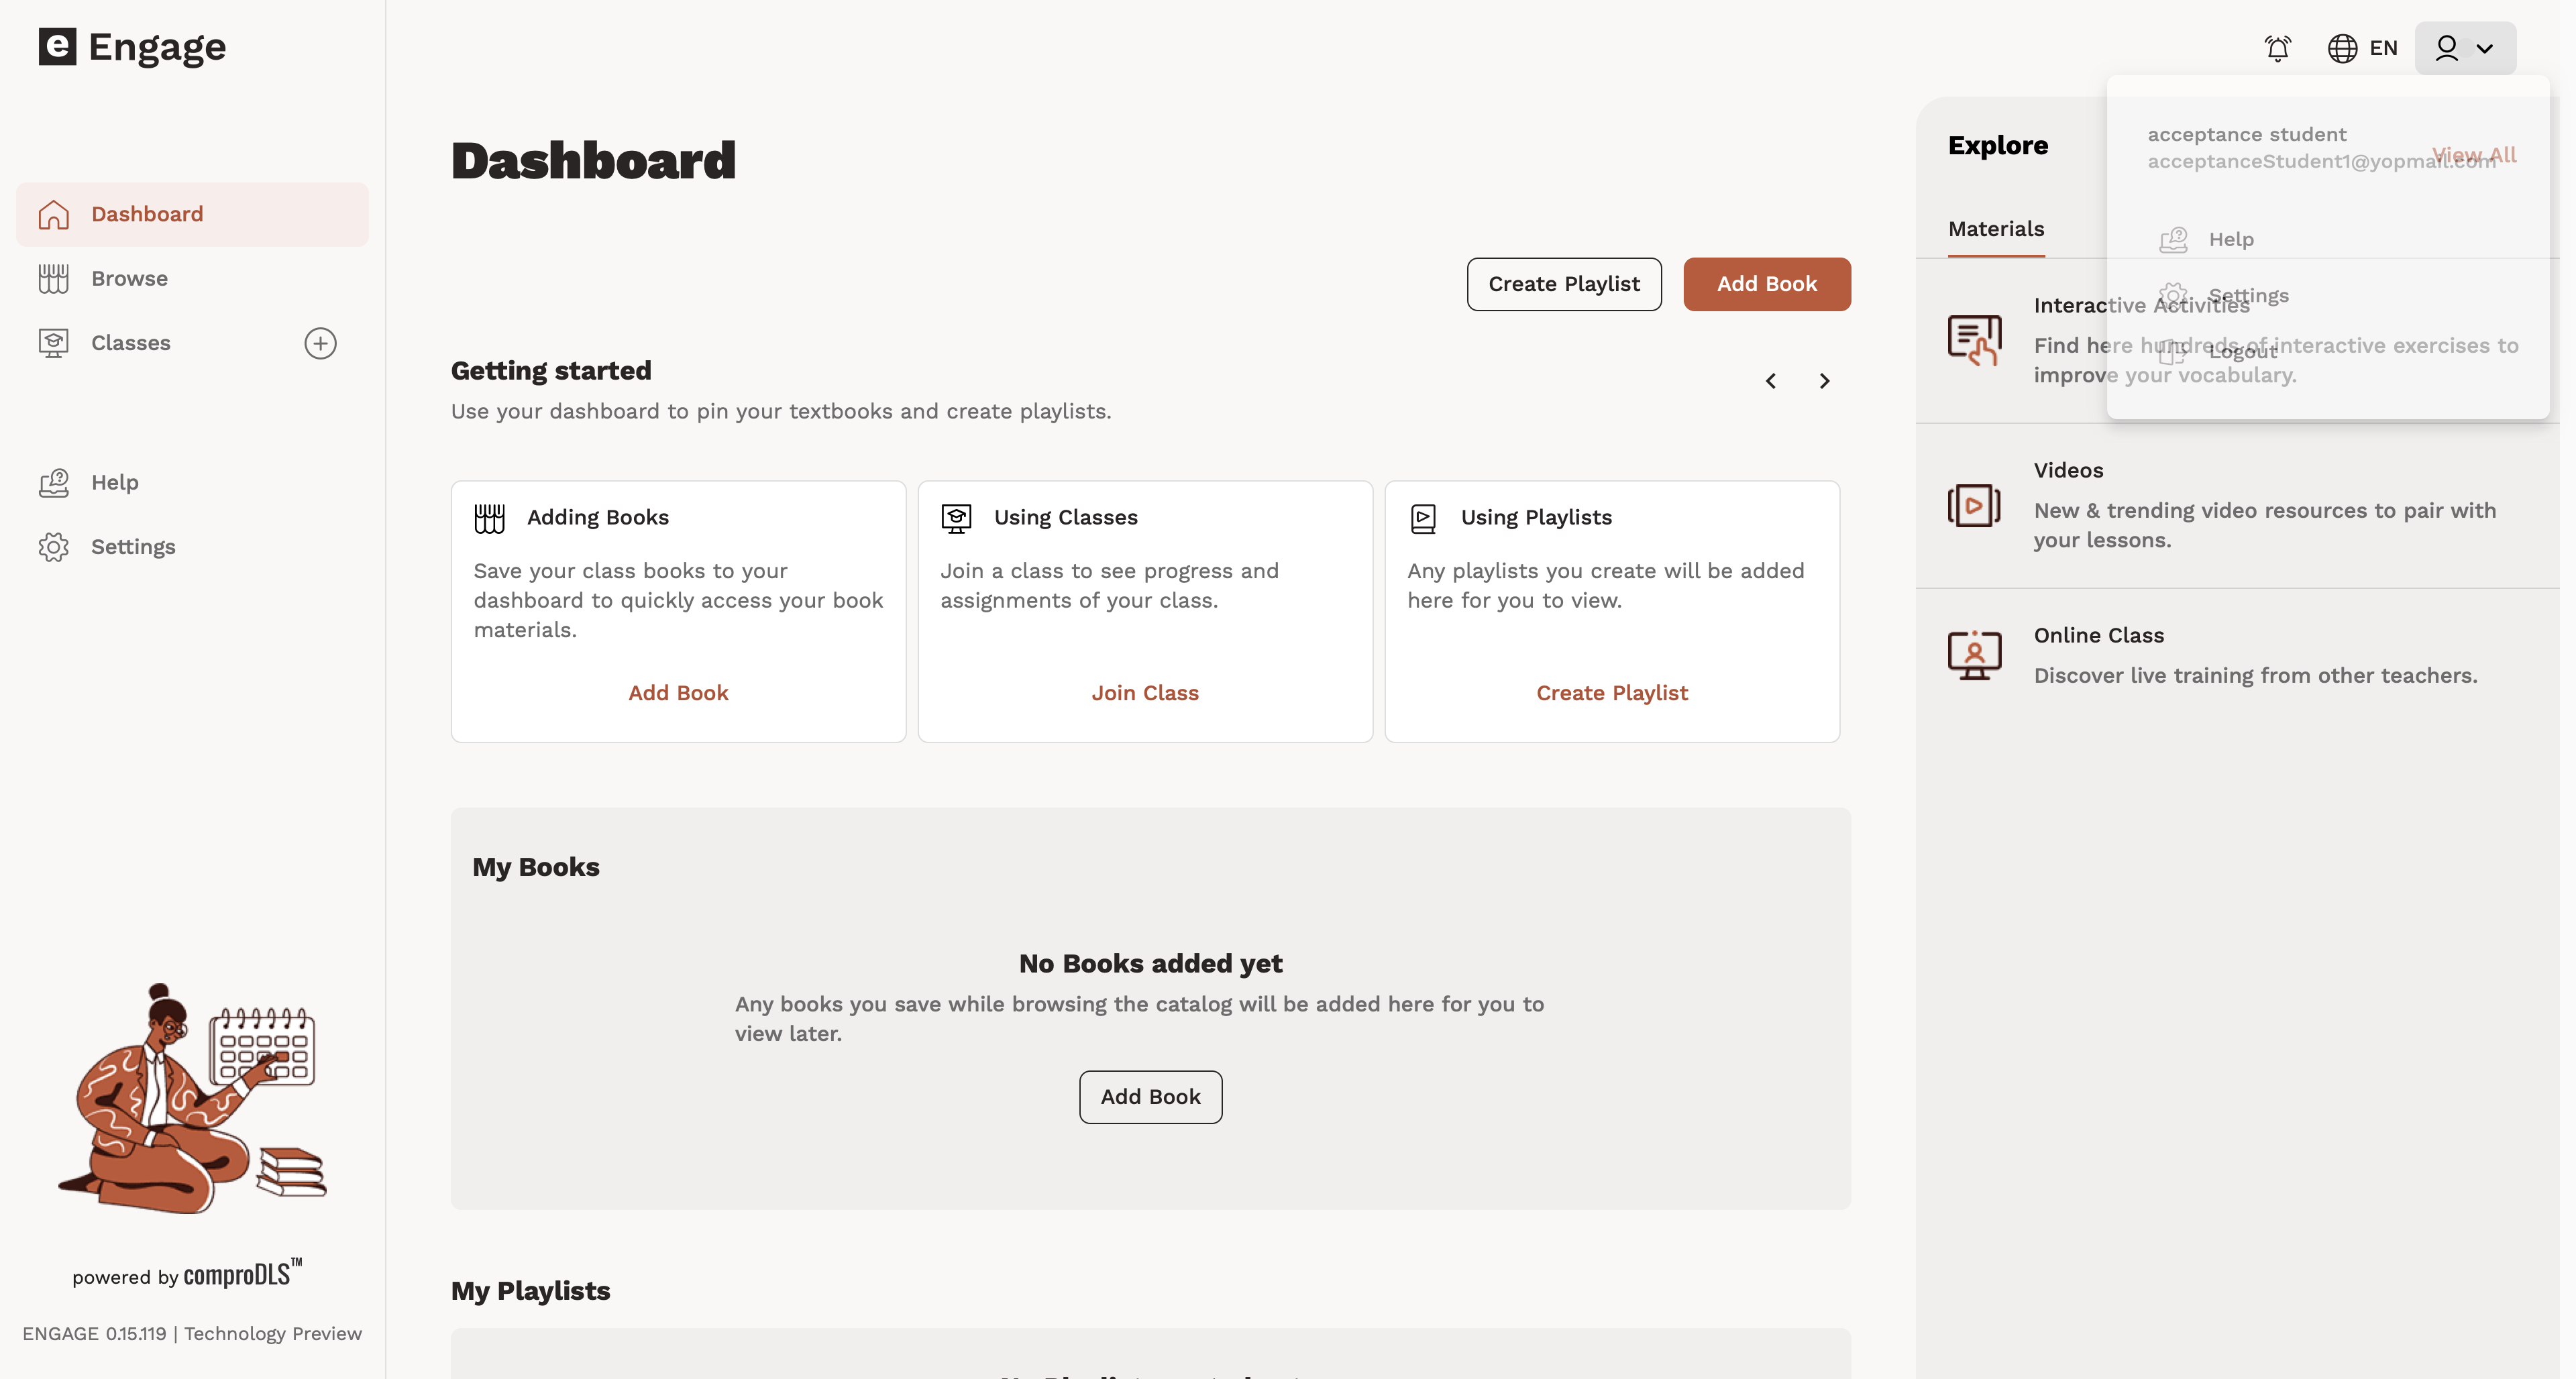 e Engage
EN
Dashboard
Browse
Classes
Help
Settings
powered by comproDLS™
ENGAGE 0.15.119 | Technology Preview
Dashboard
Create Playlist
Add Book
Getting started
Use your dashboard to pin your textbooks and create playlists.
Adding Books
Save your class books to your
dashboard to quickly access your book
materials.
Add Book
Using Classes
Join a class to see progress and
assignments of your class.
Join Class
Using Playlists
Any playlists you create will be added
here for you to view.
Create Playlist
My Books
No Books added yet
Any books you save while browsing the catalog will be added here for you to
view later.
Add Book
My Playlists
Explore
View All
Materials
Interactive Activities
Find here hundreds of interactive exercises to
improve your vocabulary.
Videos
New & trending video resources to pair with
your lessons.
Online Class
Discover live training from other teachers.
acceptance student
acceptanceStudent1@yopmail.com
Help
Settings
Logout